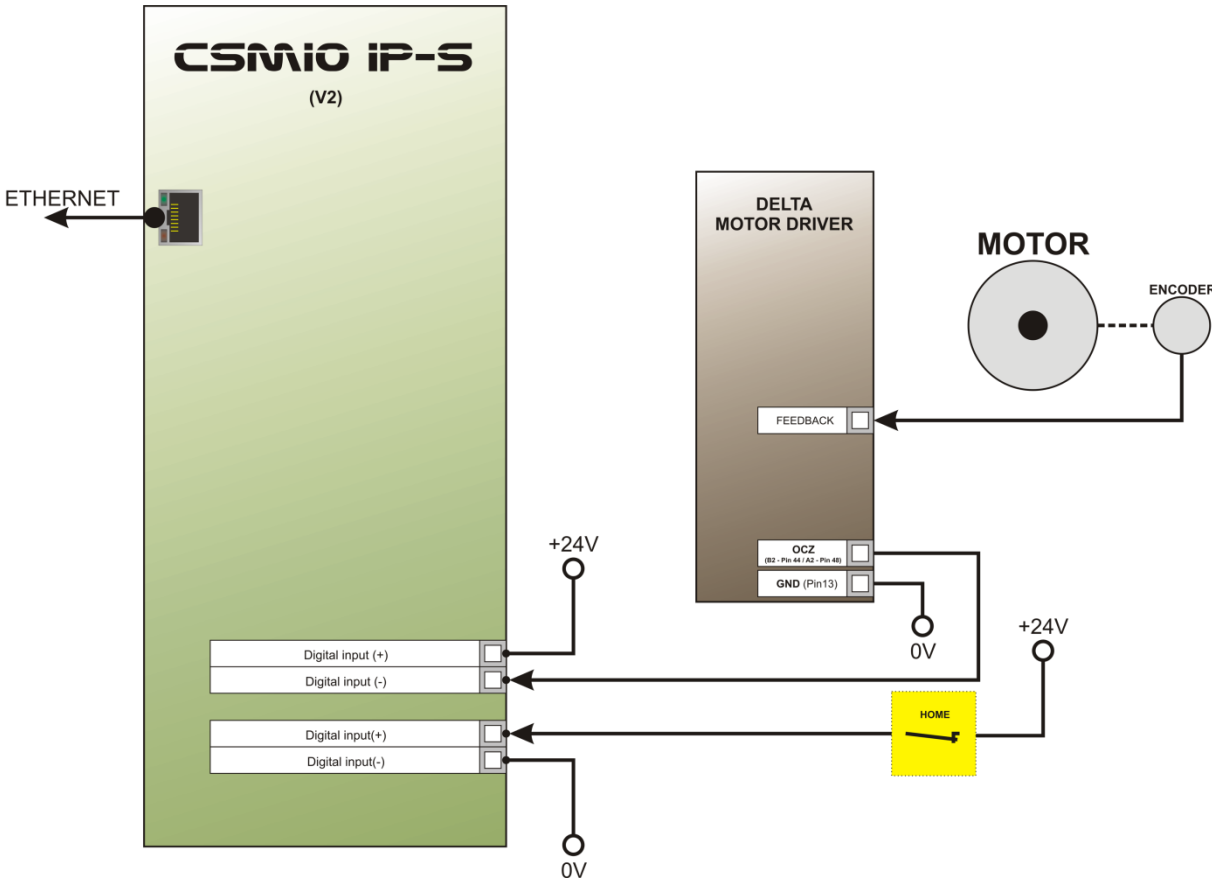 CSMIO IP-S
(V2)
ETHERNET
DELTA
MOTOR DRIVER
MOTOR
ENCODER
FEEDBACK
OCZ
(B2 - Pin 44 / A2 - Pin 48)
GND (Pin13)
0V
+24V
Digital input (+)
Digital input (-)
+24V
HOME
Digital input(+)
Digital input(-)
0V